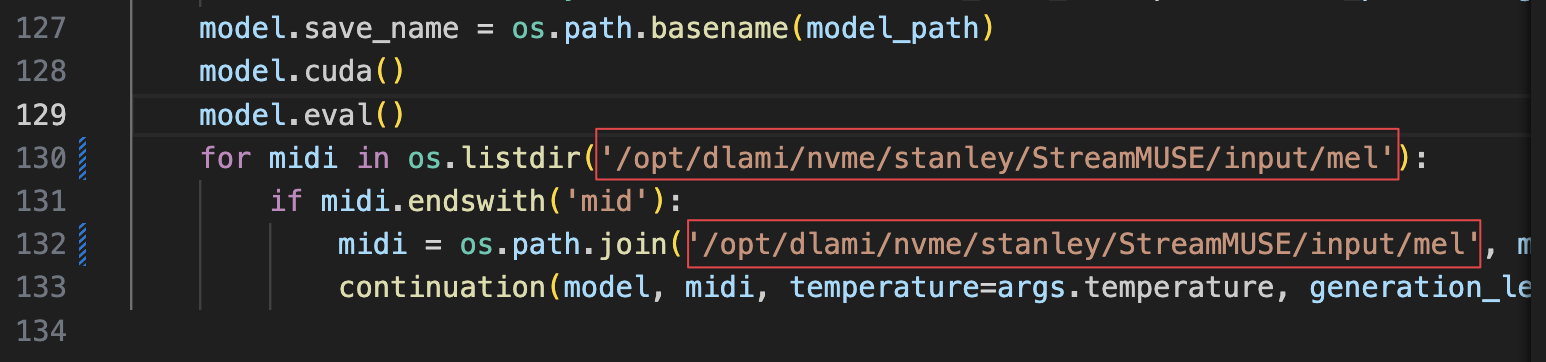 127 model.save_name = os.path.basename(model_path)
128 model.cuda()
129 model.eval()
130 for midi in os.listdir('/opt/dlami/nvme/stanley/StreamMUSE/input/mel'):
131 if midi.endswith('mid'):
132 midi = os.path.join('/opt/dlami/nvme/stanley/StreamMUSE/input/mel',
133 continuation(model, midi, temperature=args.temperature, generation_le
134